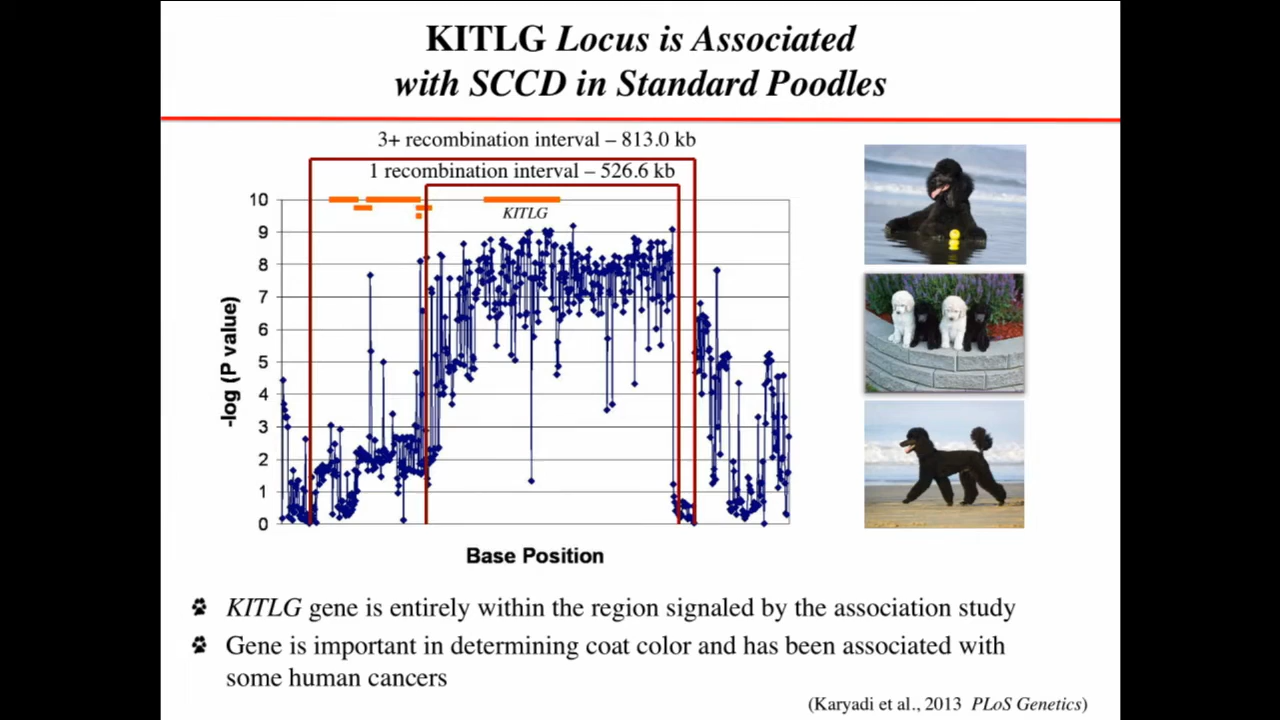 KITLG Locus is Associated
with SCCD in Standard Poodles
3+ recombination interval – 813.0 kb
1 recombination interval – 526.6 kb
KITLG
10
9
8
7
6
5
4
3
2
1
0
-log (P value)
Base Position
KITLG gene is entirely within the region signaled by the association study
Gene is important in determining coat color and has been associated with
some human cancers
(Karyadi et al., 2013 PLoS Genetics)